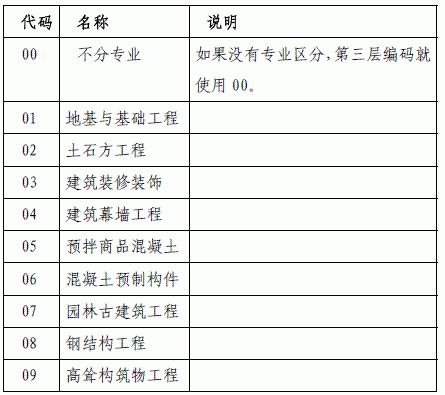 代码 名称 说明
00 不分专业 如果没有专业区分,第三层编码就
使用 00。
01 地基与基础工程
02 土石方工程
03 建筑装修装饰
04 建筑幕墙工程
05 预拌商品混凝土
06 混凝土预制构件
07 园林古建筑工程
08 钢结构工程
09 高耸构筑物工程